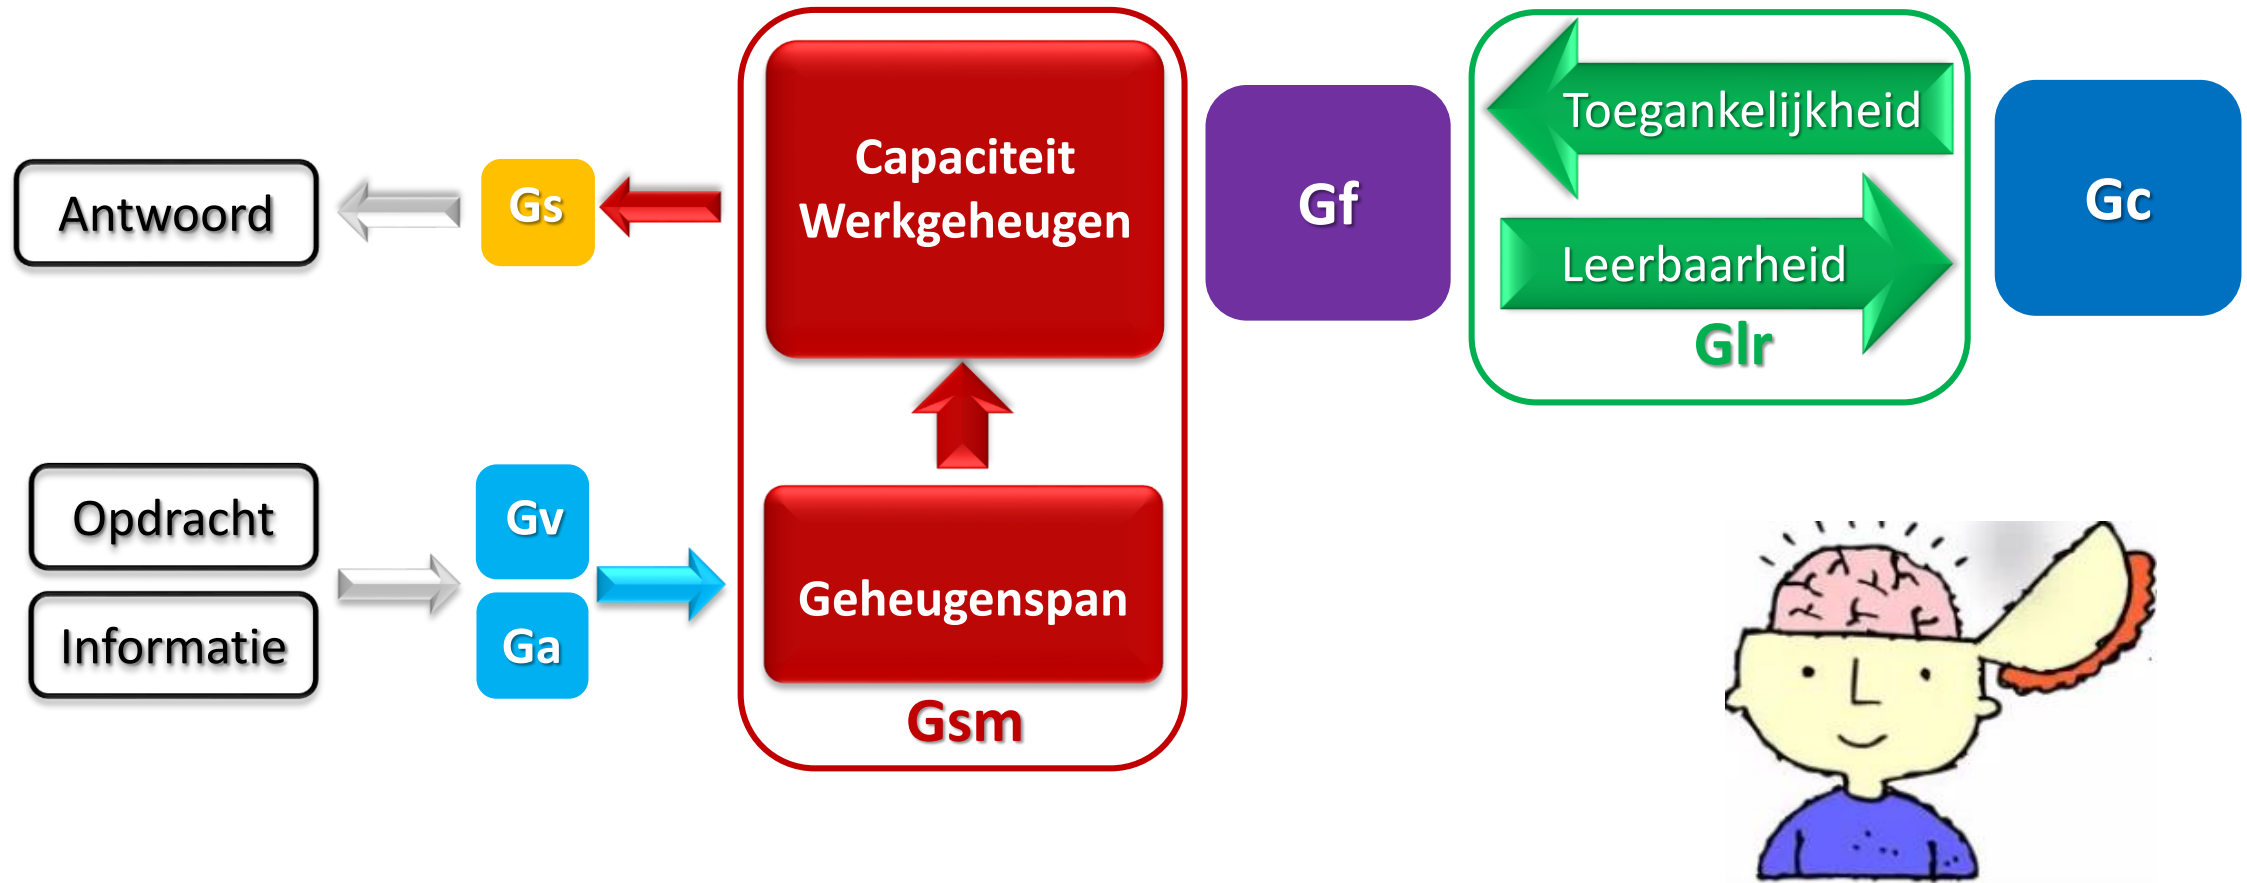 Capaciteit
Werkgeheugen
Toegankelijkheid
Antwoord
Gs
Gf
Gc
Leerbaarheid
Glr
Opdracht
Gv
Informatie
Ga
Geheugenspan
Gsm